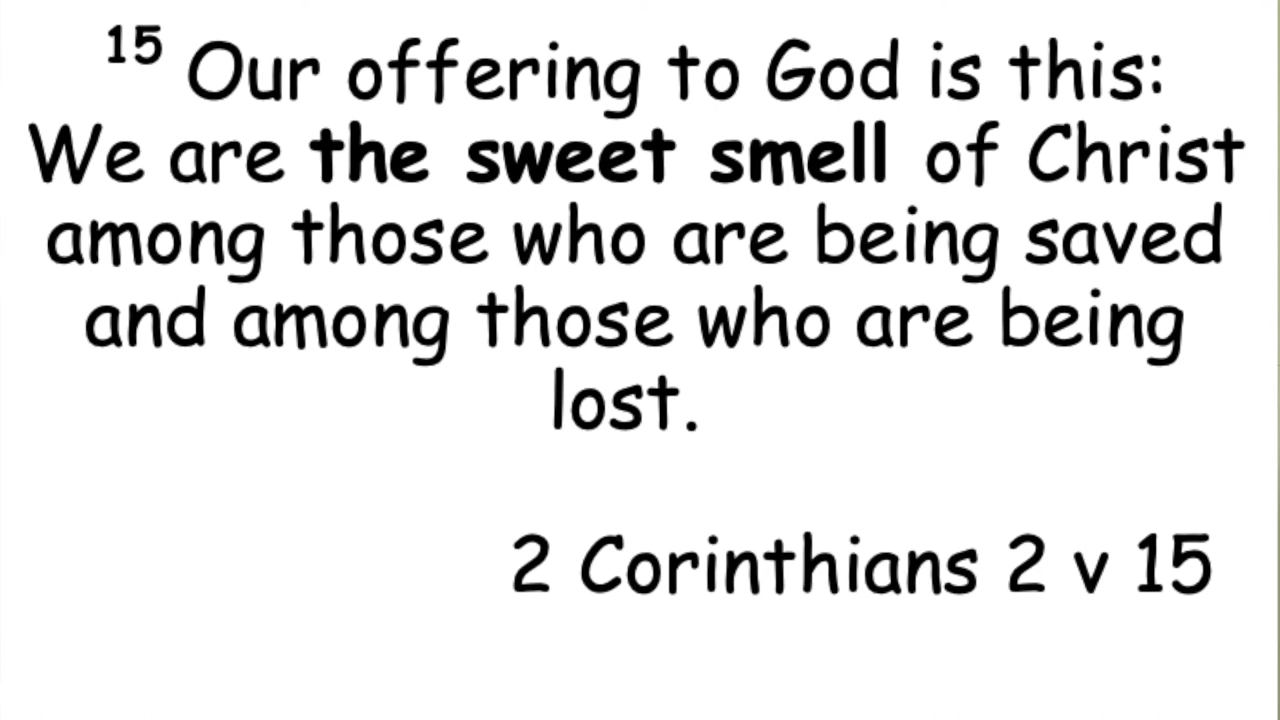 15 Our offering to God is this:
We are the sweet smell of Christ
among those who are being saved
and among those who are being
lost.
2 Corinthians 2 v 15